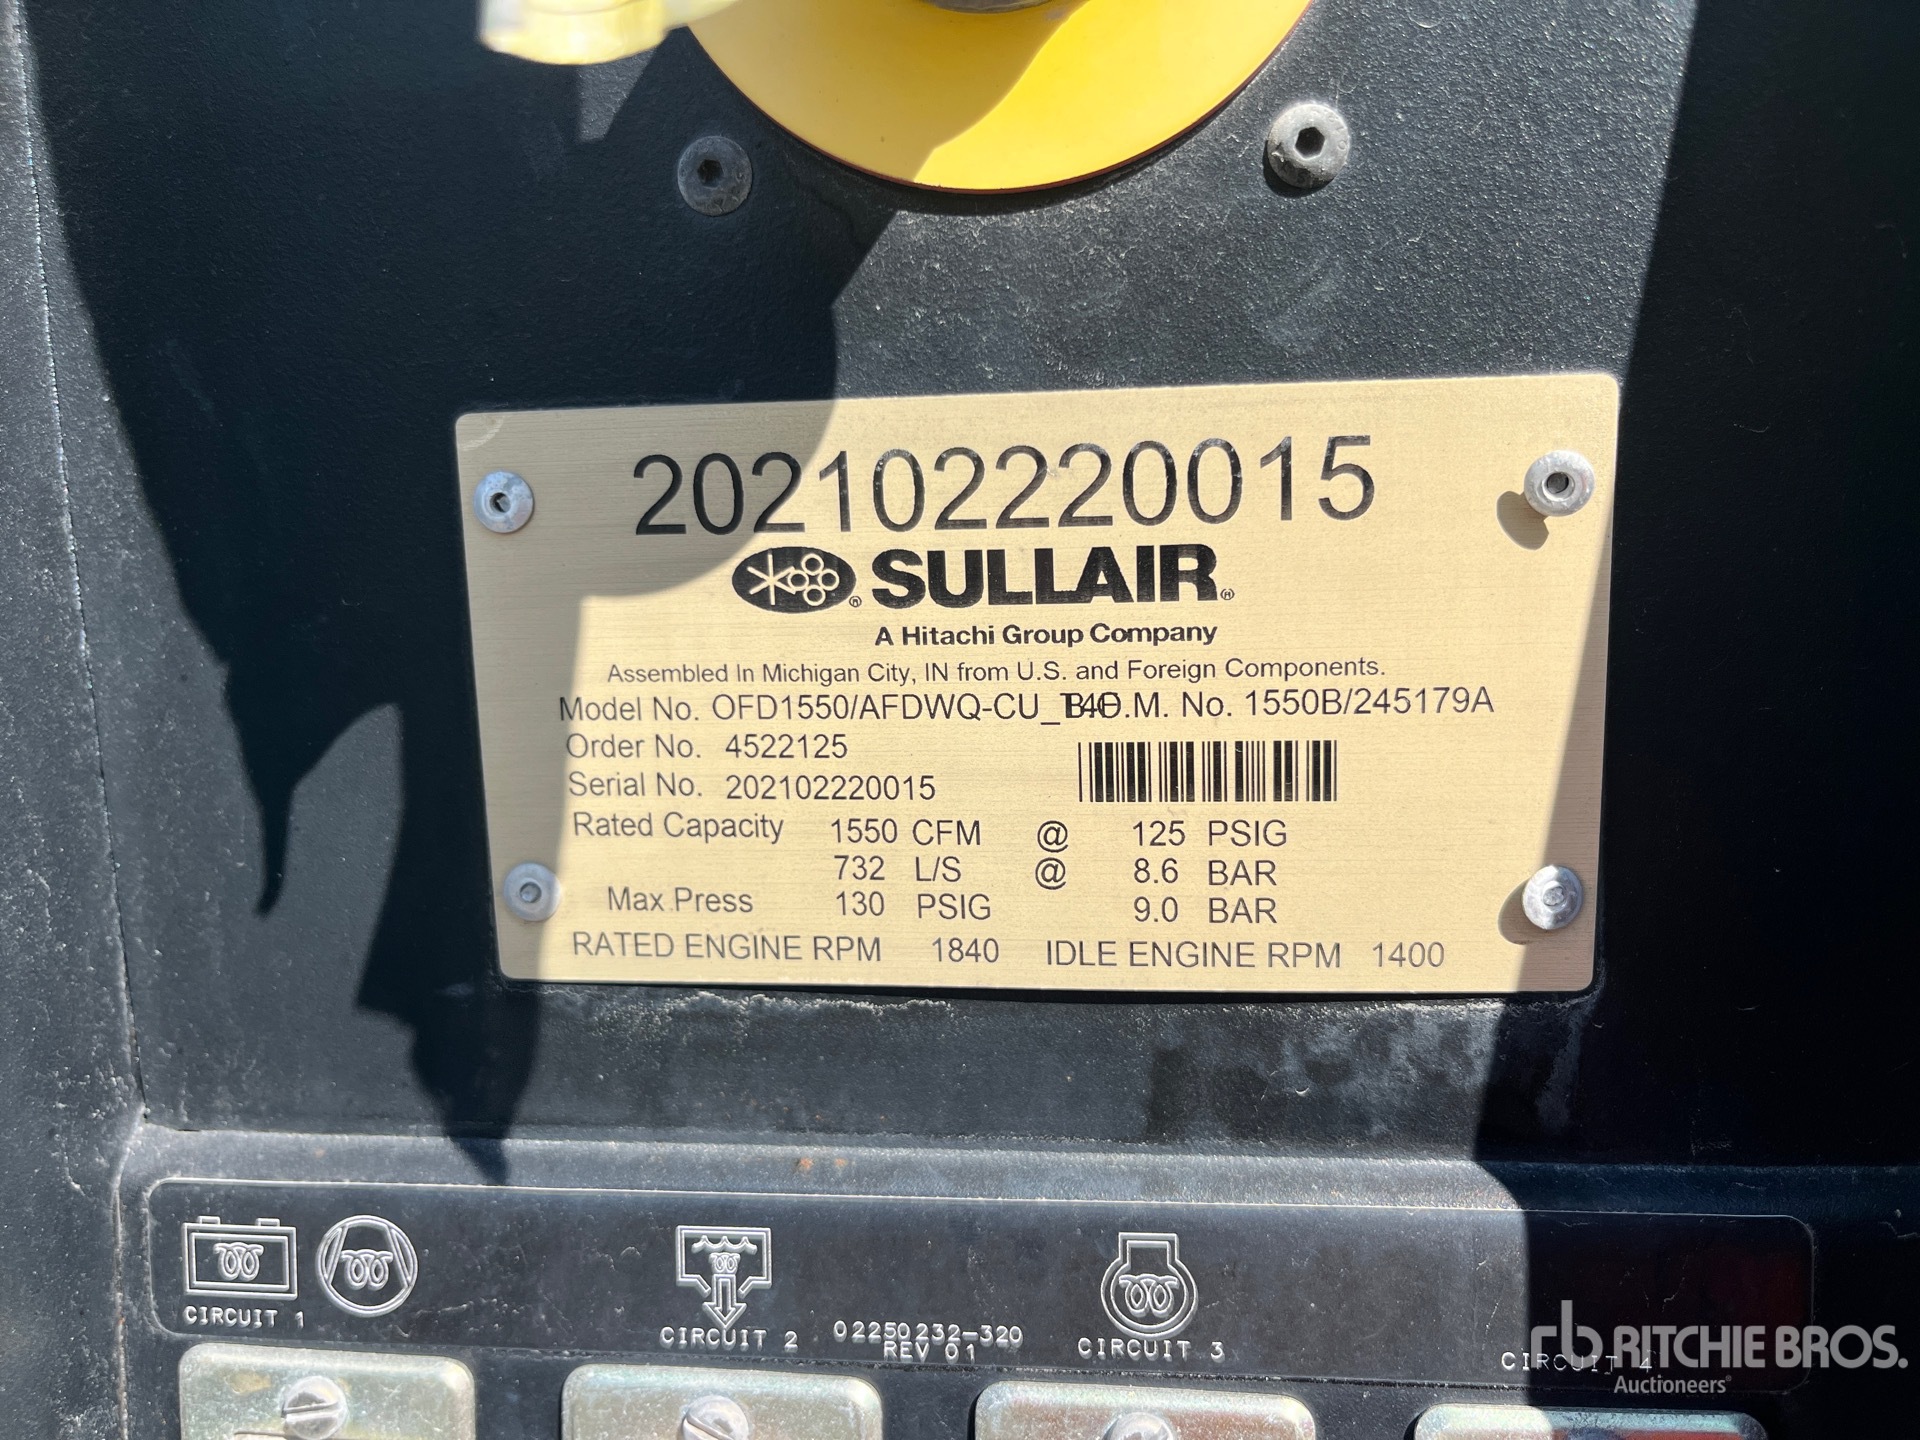 202102220015
SULLAIR®
A Hitachi Group Company
Assembled In Michigan City, IN from U.S. and Foreign Components.
Model No. OFD1550/AFDWQ-CU_ B.O.M. No. 1550B/245179A
Order No. 4522125
Serial No. 202102220015
Rated Capacity 1550 CFM @ 125 PSIG
732 L/S @ 8.6 BAR
Max Press 130 PSIG 9.0 BAR
RATED ENGINE RPM 1840 IDLE ENGINE RPM 1400
CIRCUIT 1
CIRCUIT 2
02250232-320
REV 01
CIRCUIT 3
CIRCUIT 4
rb RITCHIE BROS.
Auctioneers®